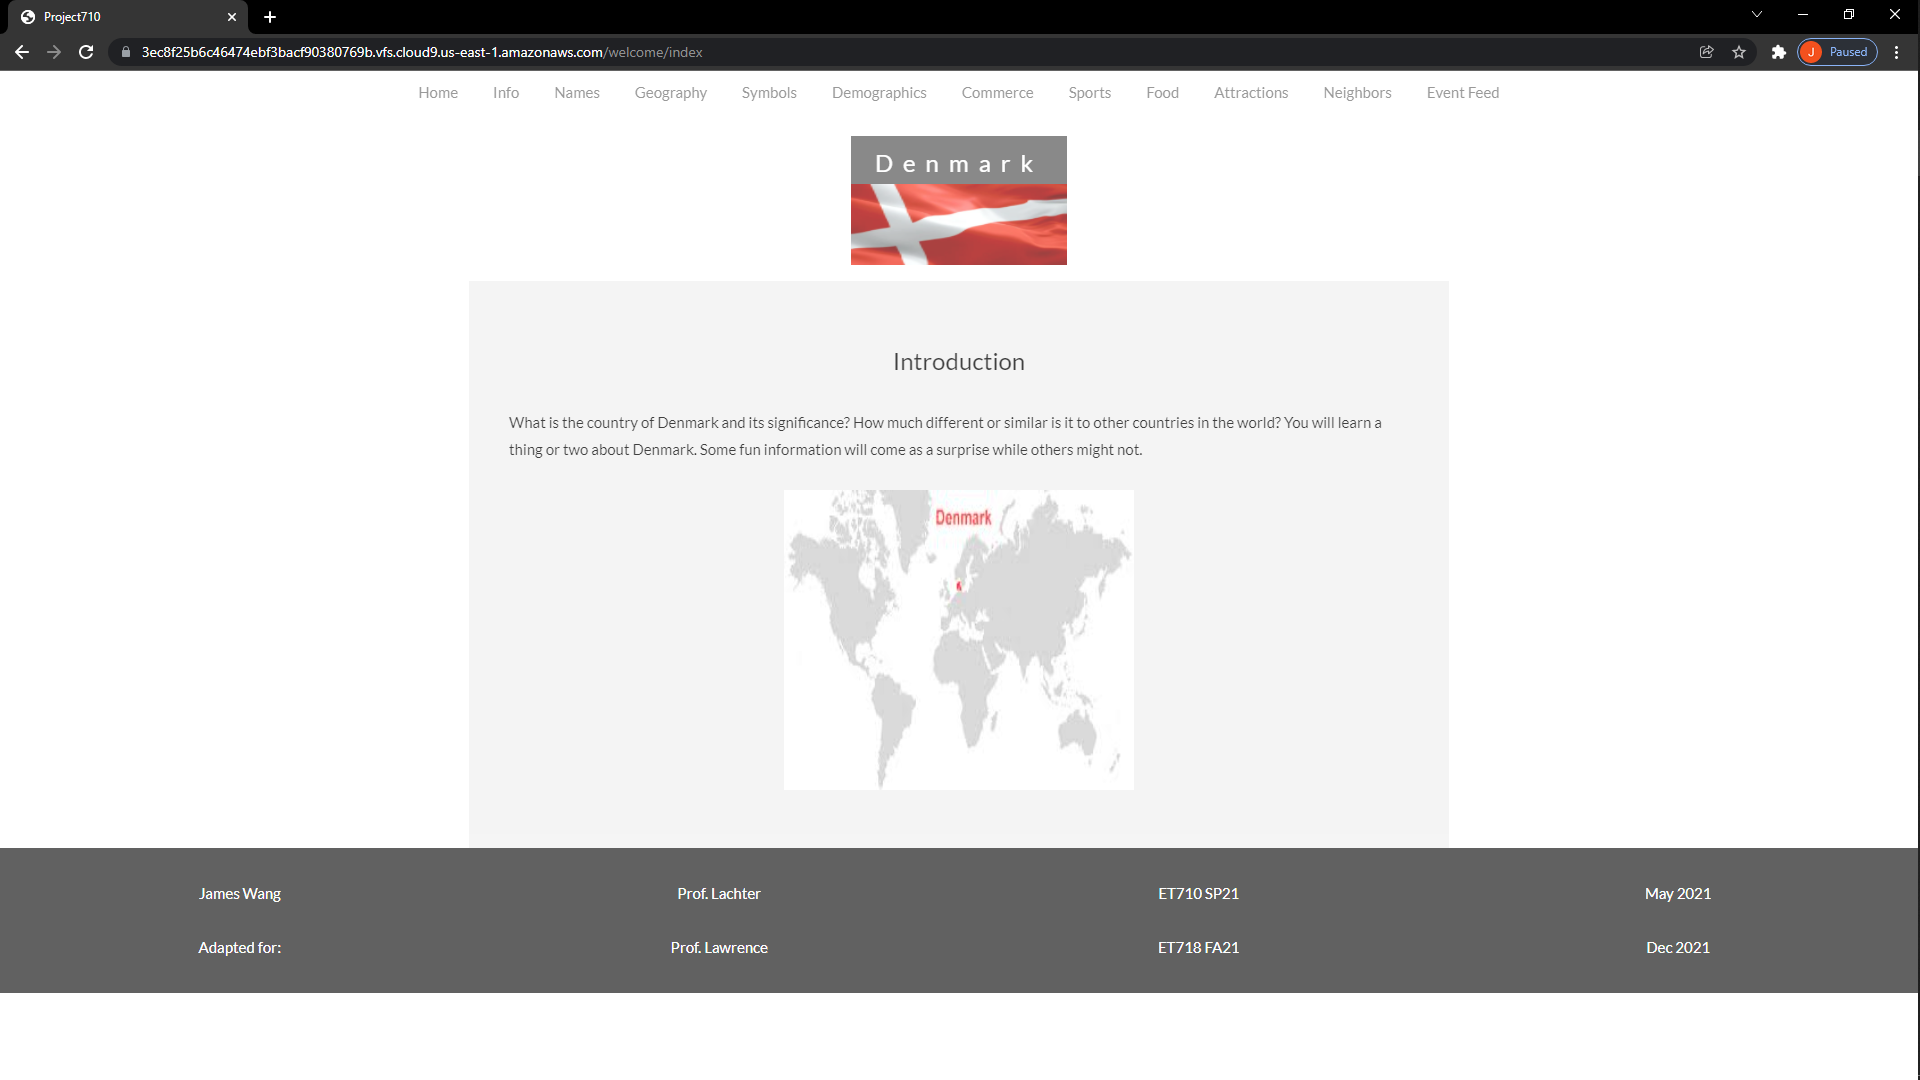 Project710
3ec8f25b6c46474ebf3bacf90380769b.vfs.cloud9.us-east-1.amazonaws.com/welcome/index
J Paused
Home Info Names Geography Symbols Demographics Commerce Sports Food Attractions Neighbors Event Feed
Denmark
Introduction
What is the country of Denmark and its significance? How much different or similar is it to other countries in the world? You will learn a
thing or two about Denmark. Some fun information will come as a surprise while others might not.
Denmark
James Wang Prof. Lachter ET710 SP21 May 2021
Adapted for: Prof. Lawrence ET718 FA21 Dec 2021